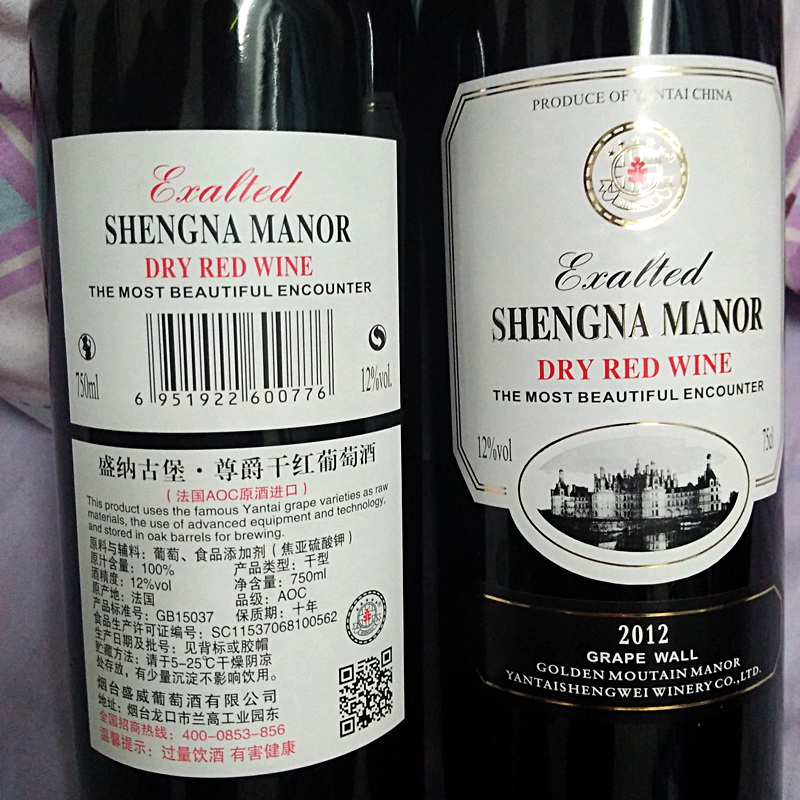 Exalted
SHENGNA MANOR
DRY RED WINE
THE MOST BEAUTIFUL ENCOUNTER
750ml
12%vol.
6 951922 600776
盛纳古堡·尊爵干红葡萄酒
(法国AOC原酒进口)
This product uses the famous Yantai grape varieties as raw
materials, the use of advanced equipment and technology,
and stored in oak barrels for brewing.
原料与辅料: 葡萄、食品添加剂(焦亚硫酸钾)
原汁含量: 100% 产品类型: 干型
酒精度: 12%vol 净含量: 750ml
原产地: 法国 品级: AOC
产品标准号: GB15037 保质期: 十年
食品生产许可证编号: SC11537068100562
生产日期及批号: 见背标或胶帽
贮藏方法: 请于5-25℃干燥阴凉
处存放, 有少量沉淀不影响饮用。
烟台盛威葡萄酒有限公司
地址: 烟台龙口市兰高工业园东
全国招商热线: 400-0853-856
温馨提示: 过量饮酒 有害健康
PRODUCE OF YANTAI CHINA
Exalted
SHENGNA MANOR
DRY RED WINE
THE MOST BEAUTIFUL ENCOUNTER
12%vol
75cl
2012
GRAPE WALL
GOLDEN MOUTAIN MANOR
YANTAISHENGWEI WINERY CO.,LTD.